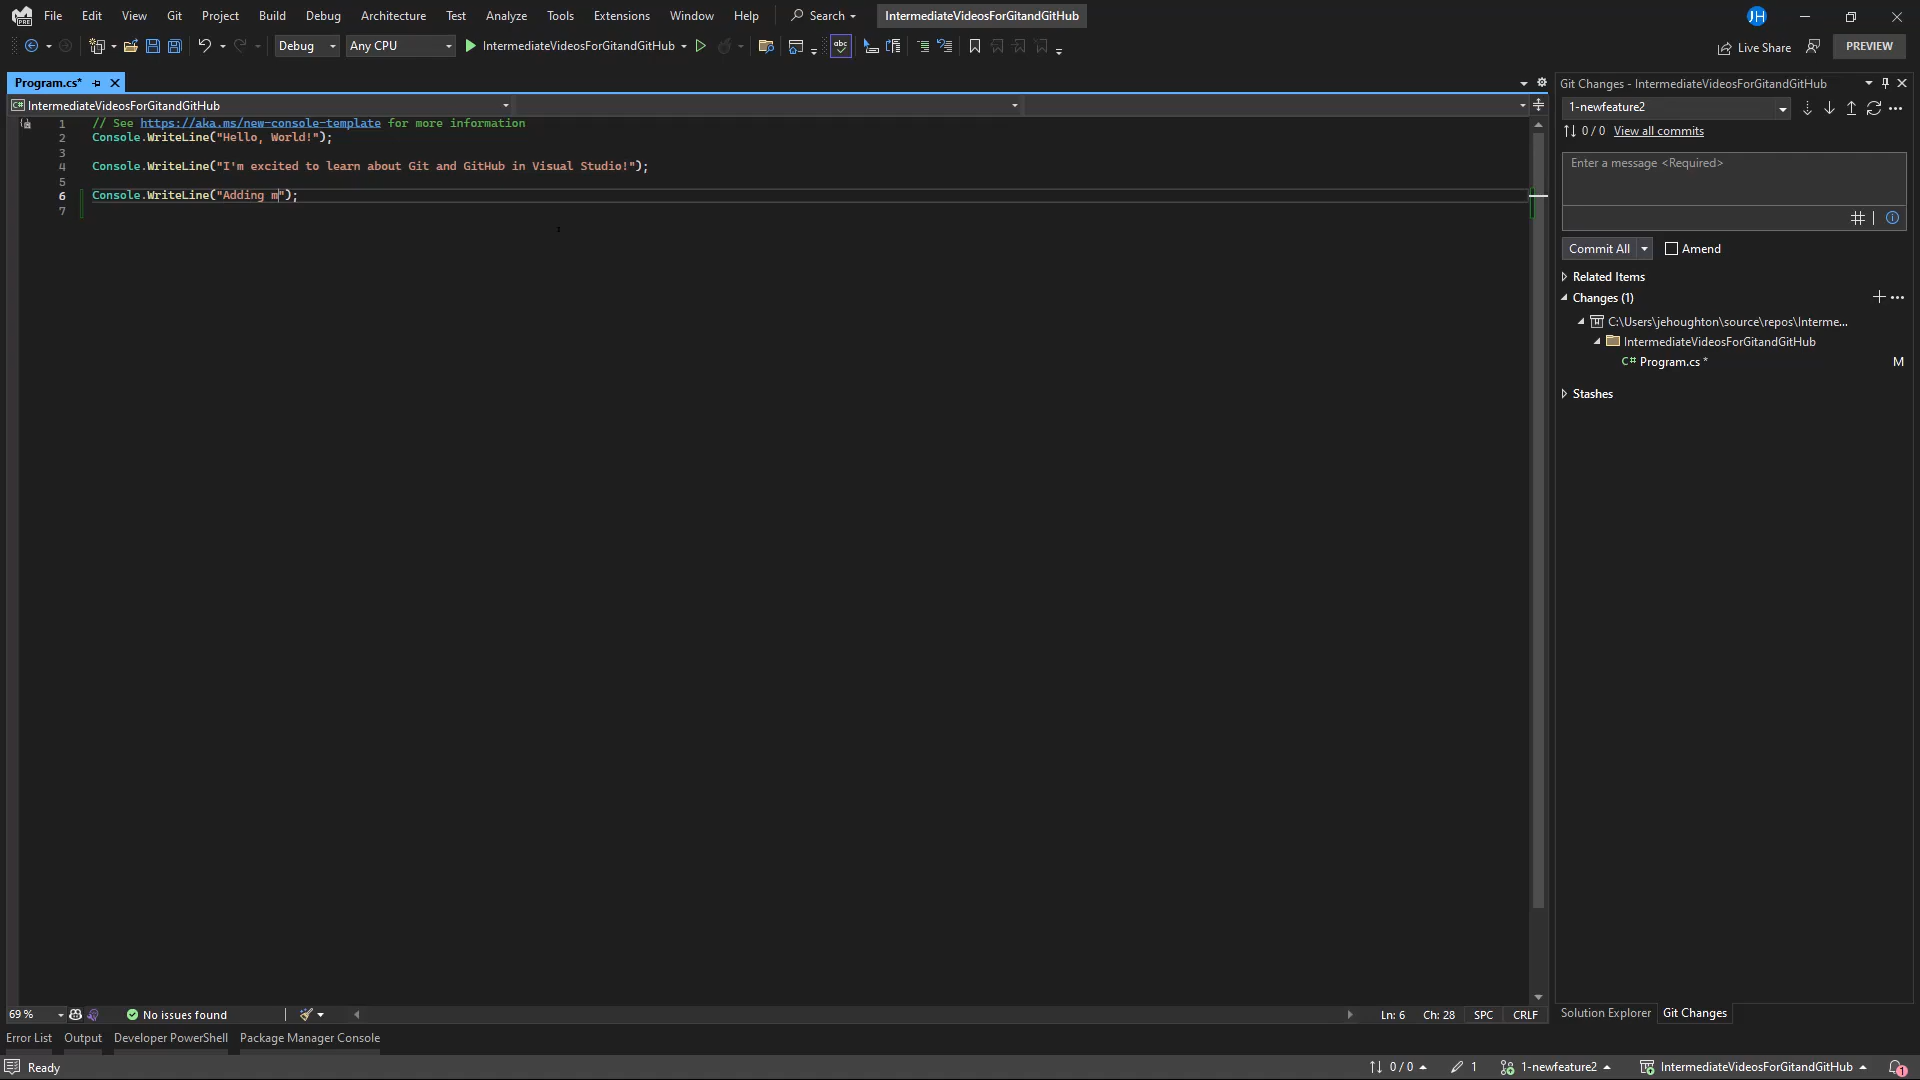 File Edit View Git Project Build Debug Architecture Test Analyze Tools Extensions Window Help Search IntermediateVideosForGitandGitHub JH
Debug Any CPU IntermediateVideosForGitandGitHub abc Live Share PREVIEW
Program.cs* Git Changes - IntermediateVideosForGitandGitHub
C# IntermediateVideosForGitandGitHub 1-newfeature2
1 // See https://aka.ms/new-console-template for more information
2 Console.WriteLine("Hello, World!");
3
4 Console.WriteLine("I'm excited to learn about Git and GitHub in Visual Studio!");
5
6 Console.WriteLine("Adding m");
7
0 / 0 View all commits
Enter a message <Required>
Commit All Amend
Related Items
Changes (1)
C:\Users\jehoughton\source\repos\Interme...
IntermediateVideosForGitandGitHub
C# Program.cs * M
Stashes
69 % No issues found Ln: 6 Ch: 28 SPC CRLF
Solution Explorer Git Changes
Error List Output Developer PowerShell Package Manager Console
Ready 0 / 0 1 1-newfeature2 IntermediateVideosForGitandGitHub 1